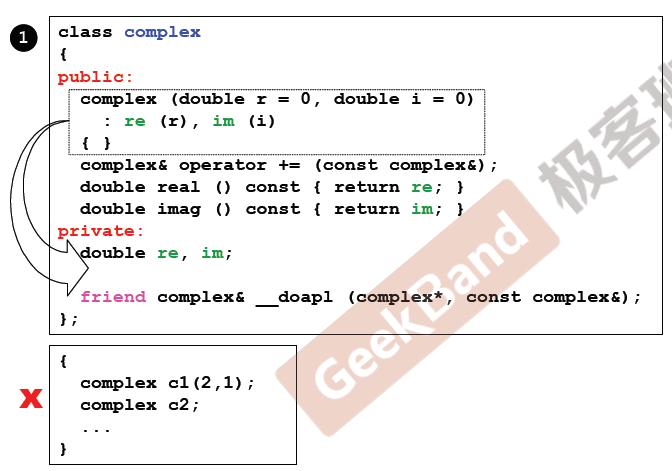 1
class complex
{
public:
complex (double r = 0, double i = 0)
: re (r), im (i)
{ }
complex& operator += (const complex&);
double real () const { return re; }
double imag () const { return im; }
private:
double re, im;
friend complex& __doapl (complex*, const complex&);
};
x
{
complex c1(2,1);
complex c2;
...
}
GeekBand 极客班